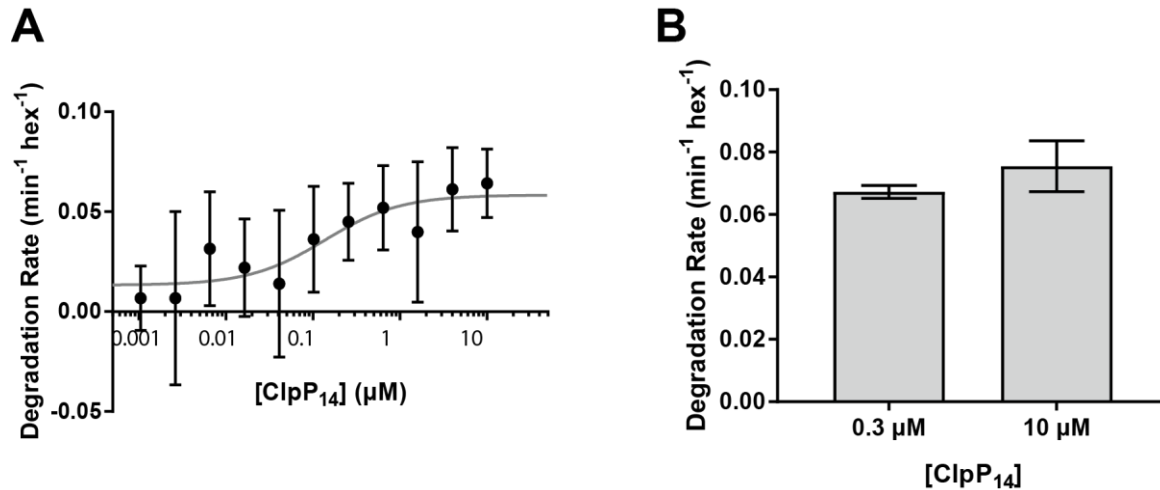 A
Degradation Rate (min⁻¹ hex⁻¹)
0.10
0.05
0.00
-0.05
0.001
0.01
0.1
1
10
[ClpP₁₄] (µM)
B
Degradation Rate (min⁻¹ hex⁻¹)
0.10
0.08
0.06
0.04
0.02
0.00
0.3 µM
10 µM
[ClpP₁₄]